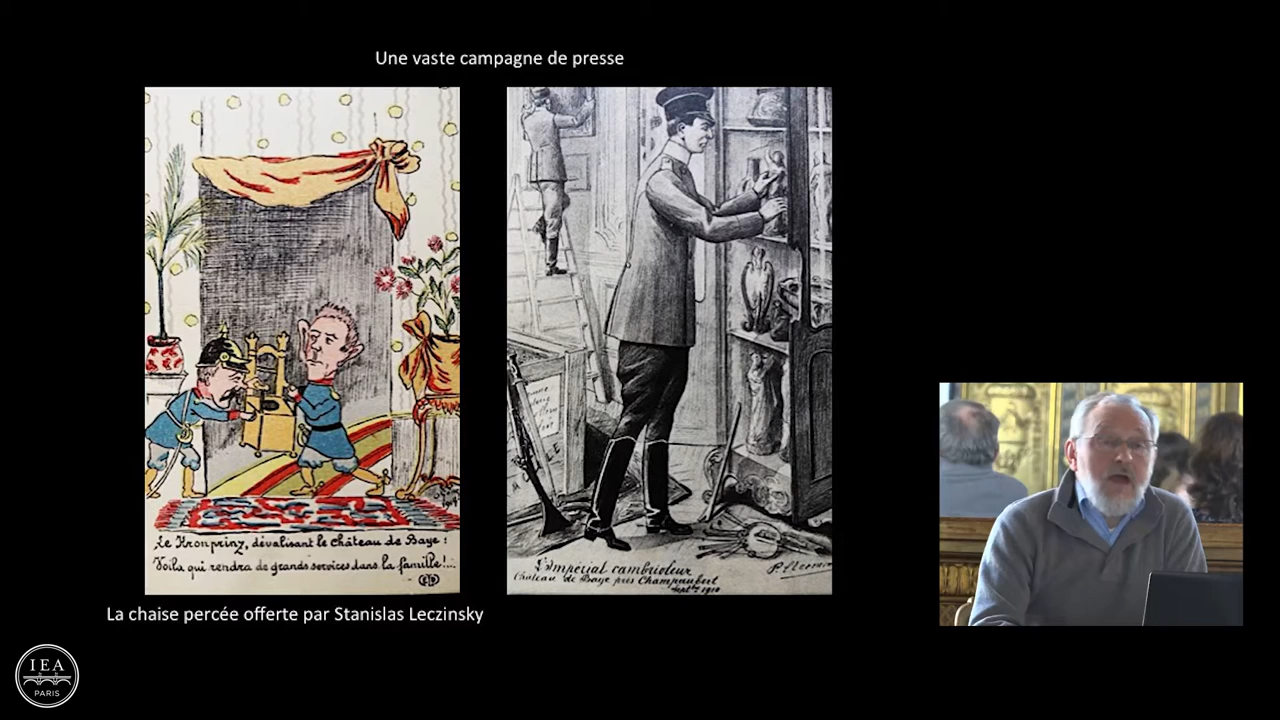 Une vaste campagne de presse
Le Kronprinz, dévalisant le Château de Baye :
Voilà qui rendra de grands services dans la famille !...
L'impérial cambrioleur
Château de Baye près Champaubert
La chaise percée offerte par Stanislas Leczinsky
IEA
PARIS